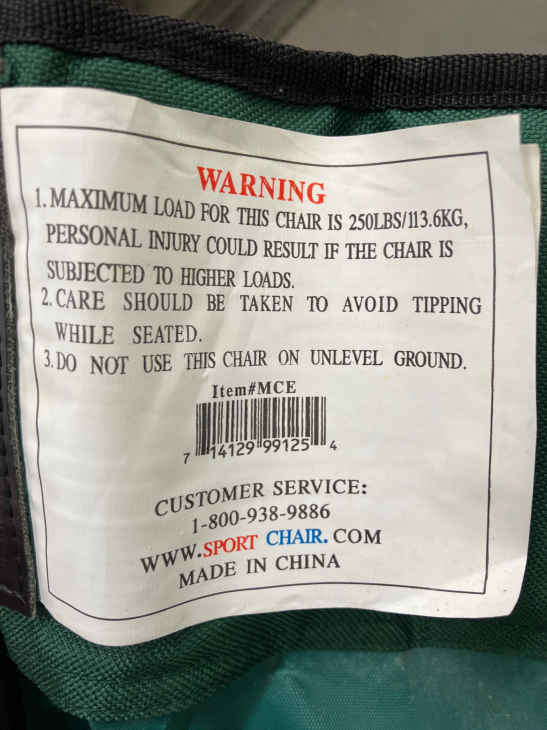 WARNING
1. MAXIMUM LOAD FOR THIS CHAIR IS 250LBS/113.6KG,
PERSONAL INJURY COULD RESULT IF THE CHAIR IS
SUBJECTED TO HIGHER LOADS.
2. CARE SHOULD BE TAKEN TO AVOID TIPPING
WHILE SEATED.
3. DO NOT USE THIS CHAIR ON UNLEVEL GROUND.
Item#MCE
7 14129 99125 4
CUSTOMER SERVICE:
1-800-938-9886
WWW.SPORT CHAIR. COM
MADE IN CHINA